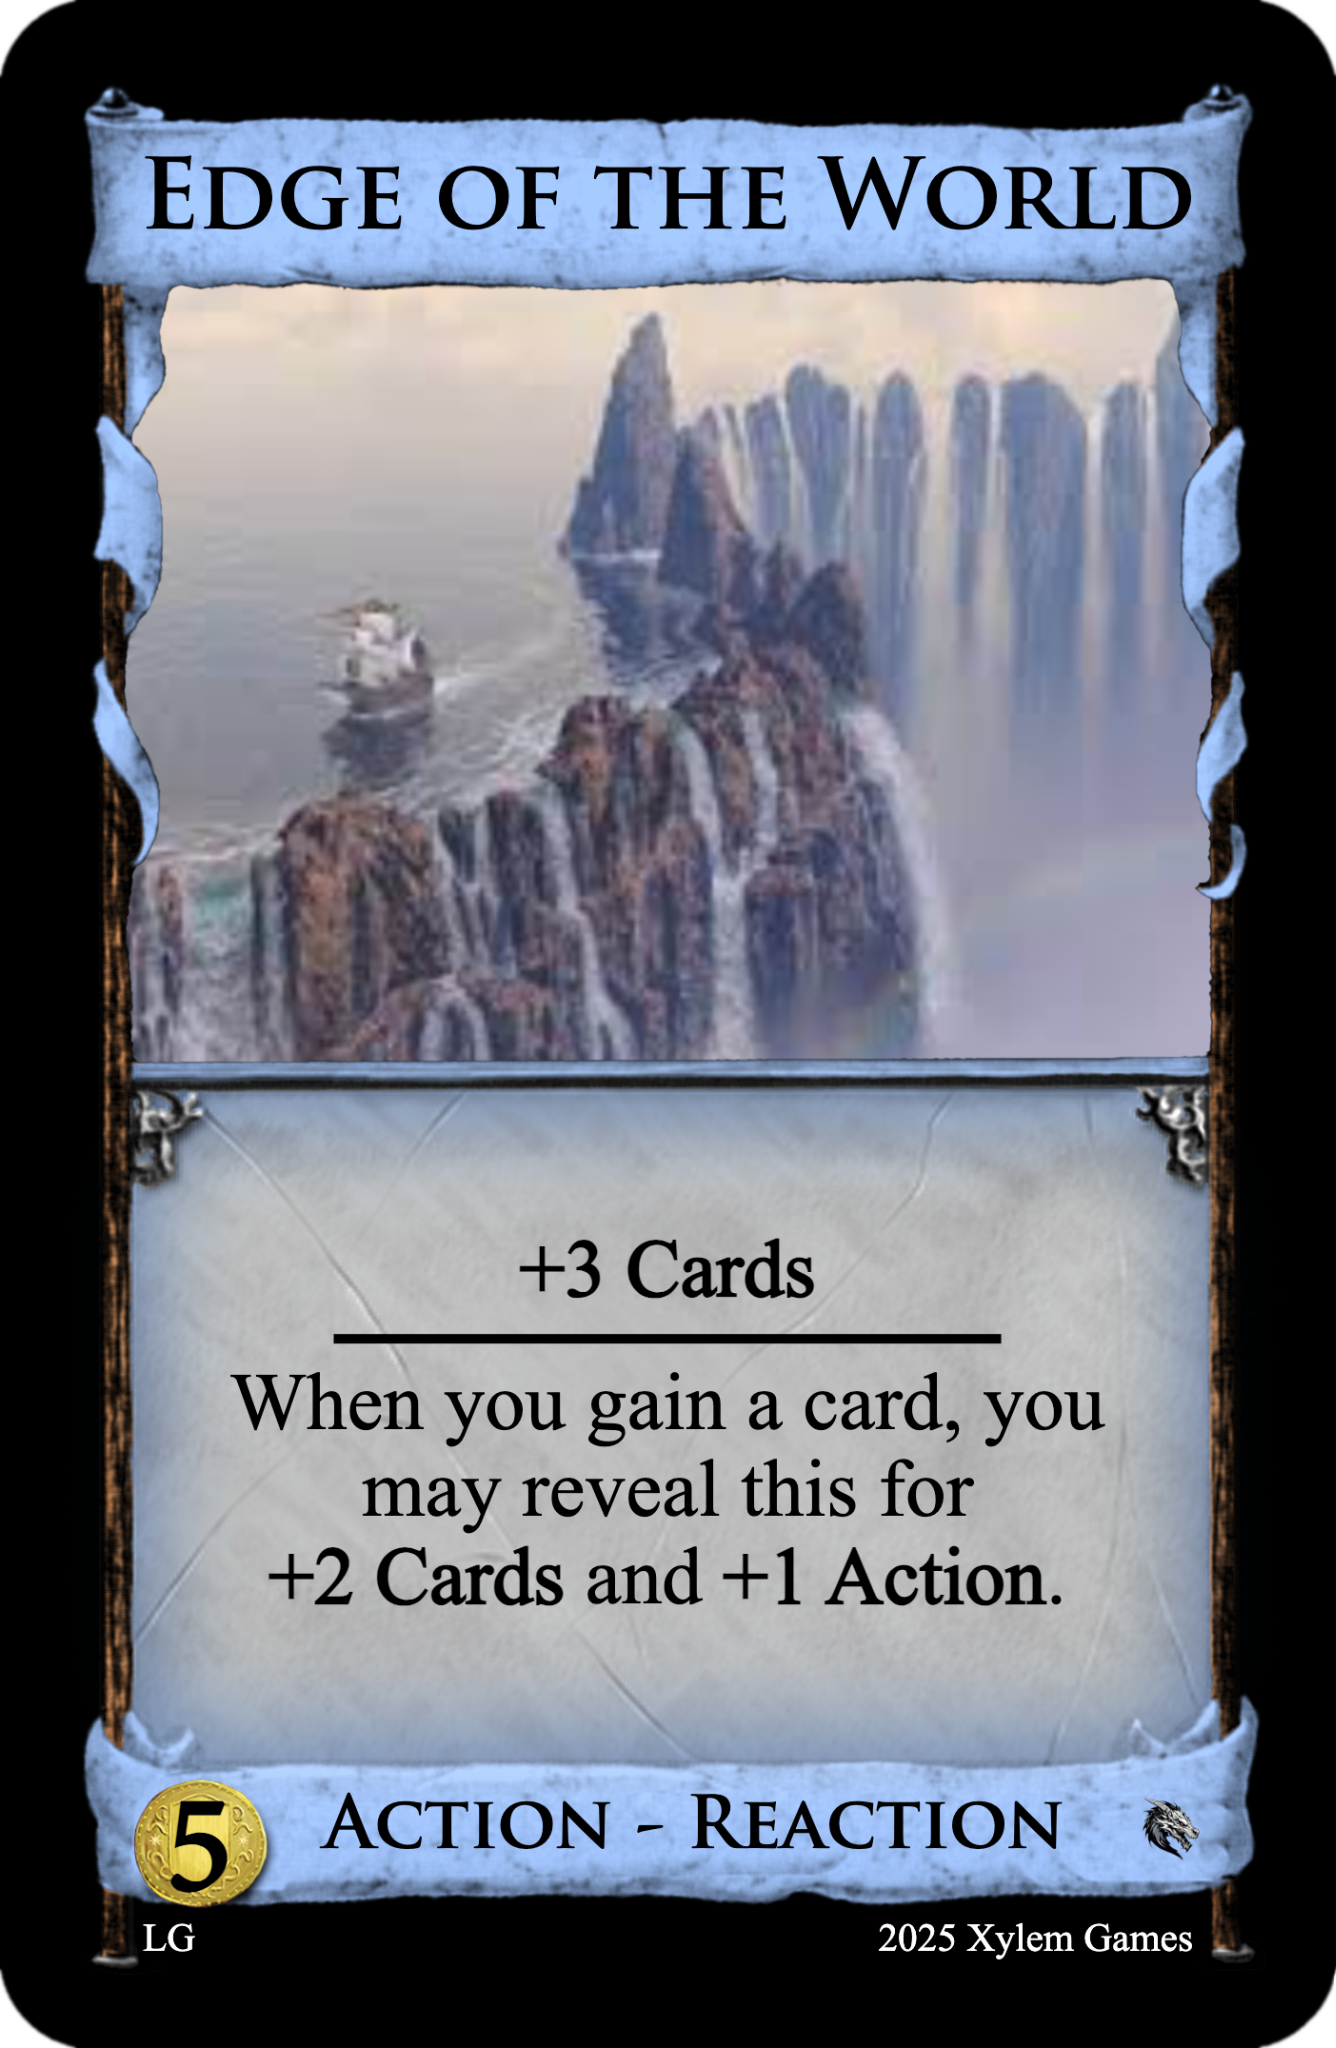 Edge of the World
+3 Cards
When you gain a card, you
may reveal this for
+2 Cards and +1 Action.
5 Action - Reaction
LG 2025 Xylem Games